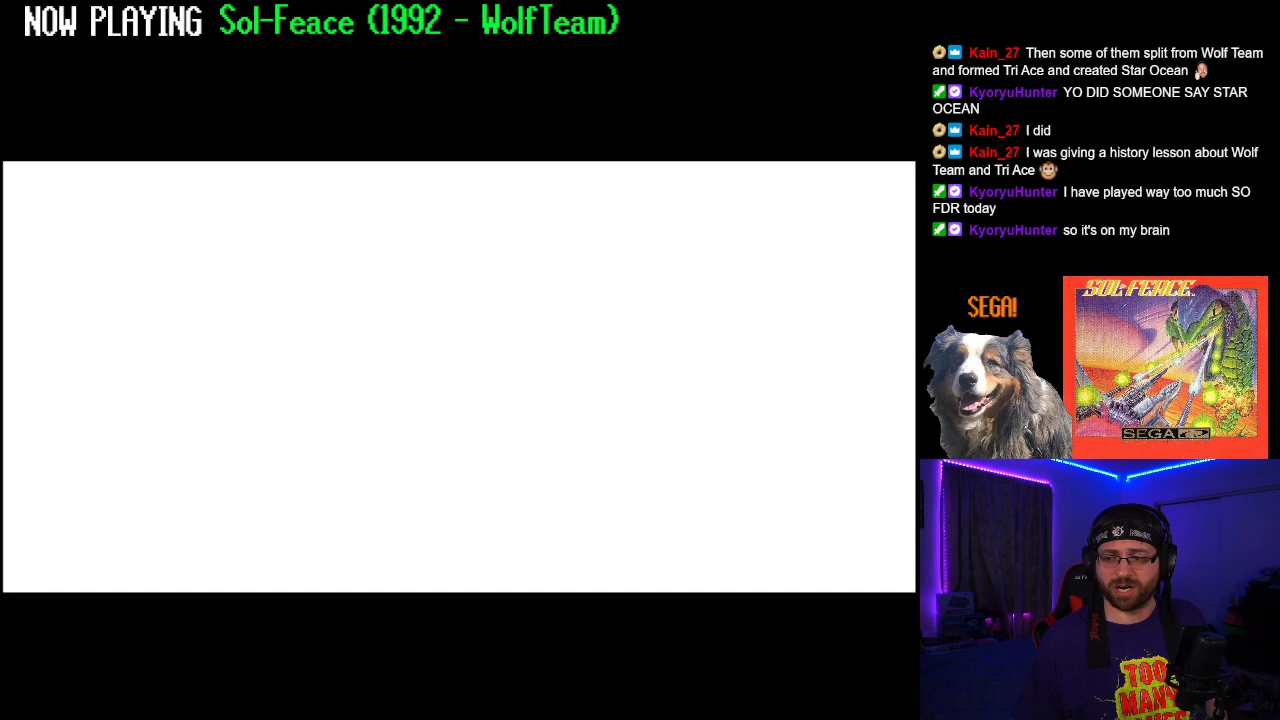 NOW PLAYING Sol-Feace (1992 - WolfTeam)
Kain_27 Then some of them split from Wolf Team
and formed Tri Ace and created Star Ocean
KyoryuHunter YO DID SOMEONE SAY STAR
OCEAN
Kain_27 I did
Kain_27 I was giving a history lesson about Wolf
Team and Tri Ace
KyoryuHunter I have played way too much SO
FDR today
KyoryuHunter so it's on my brain
SEGA!
SOL-FEACE
SEGA CD
TOO
MANY